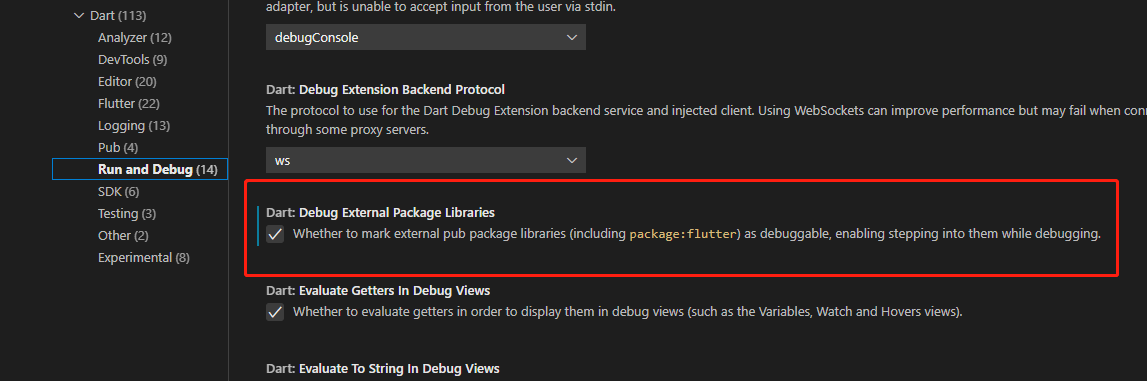 adapter, but is unable to accept input from the user via stdin.
debugConsole
Dart (113)
Analyzer (12)
DevTools (9)
Editor (20)
Flutter (22)
Logging (13)
Pub (4)
Run and Debug (14)
SDK (6)
Testing (3)
Other (2)
Experimental (8)
Dart: Debug Extension Backend Protocol
The protocol to use for the Dart Debug Extension backend service and injected client. Using WebSockets can improve performance but may fail when con
through some proxy servers.
ws
Dart: Debug External Package Libraries
Whether to mark external pub package libraries (including package:flutter) as debuggable, enabling stepping into them while debugging.
Dart: Evaluate Getters In Debug Views
Whether to evaluate getters in order to display them in debug views (such as the Variables, Watch and Hovers views).
Dart: Evaluate To String In Debug Views